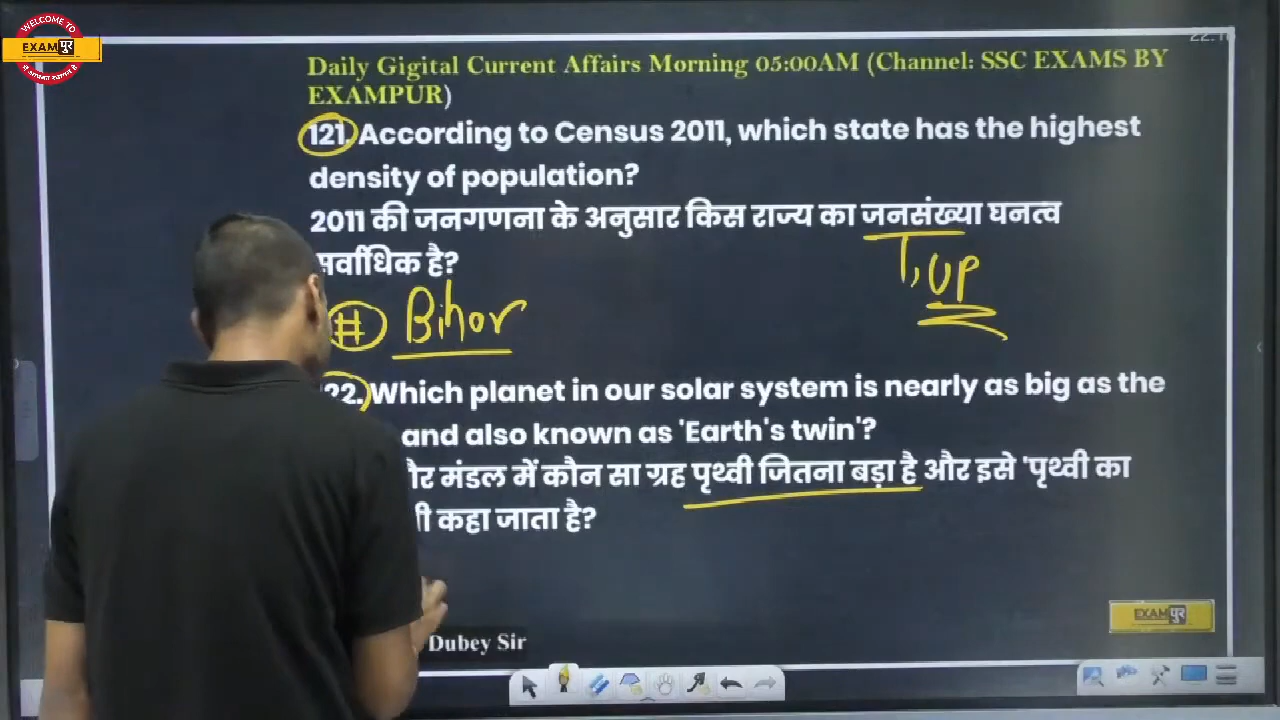 WELCOME TO
EXAMपुर
22:1
Daily Gigital Current Affairs Morning 05:00AM (Channel: SSC EXAMS BY
EXAMPUR)
121. According to Census 2011, which state has the highest
density of population?
2011 की जनगणना के अनुसार किस राज्य का जनसंख्या घनत्व
सर्वाधिक है?
T, UP
# Bihar
22. Which planet in our solar system is nearly as big as the
and also known as 'Earth's twin'?
मंडल में कौन सा ग्रह पृथ्वी जितना बड़ा है और इसे 'पृथ्वी का
कहा जाता है?
EXAMपुर
Dubey Sir